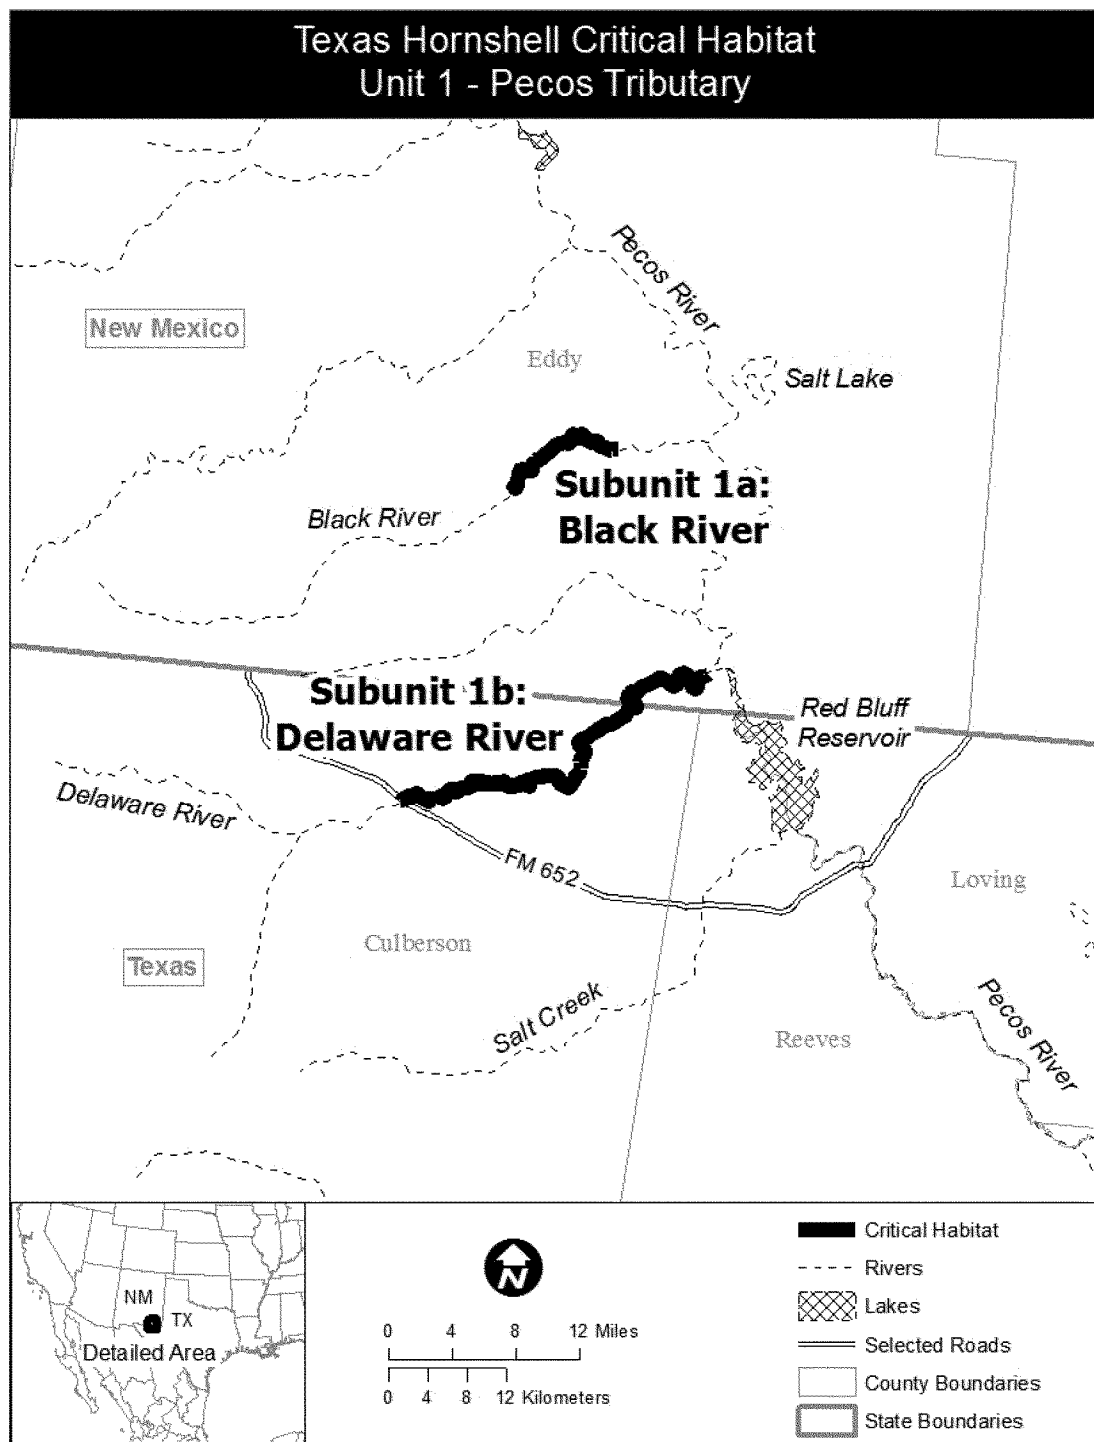 Texas Hornshell Critical Habitat
Unit 1 - Pecos Tributary
Pecos River
New Mexico
Eddy
Salt Lake
Subunit 1a:
Black River
Black River
Subunit 1b:
Delaware River
Red Bluff
Reservoir
Delaware River
FM 652
Loving
Culberson
Texas
Salt Creek
Pecos River
Reeves
NM
TX
Detailed Area
N
0 4 8 12 Miles
0 4 8 12 Kilometers
Critical Habitat
Rivers
Lakes
Selected Roads
County Boundaries
State Boundaries